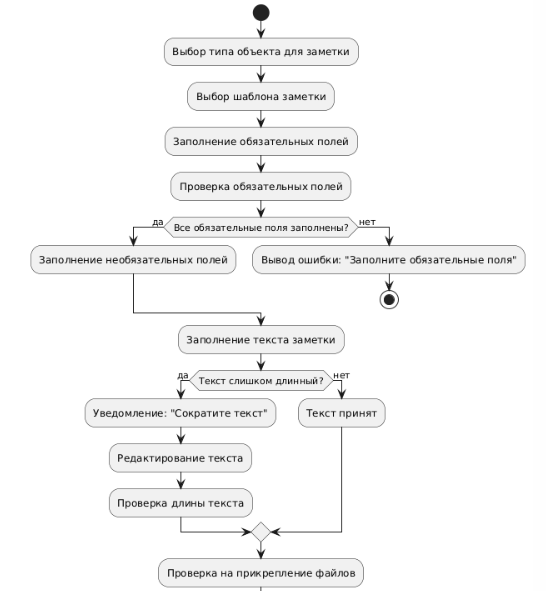 Выбор типа объекта для заметки
Выбор шаблона заметки
Заполнение обязательных полей
Проверка обязательных полей
да
Все обязательные поля заполнены?
нет
Заполнение необязательных полей
Вывод ошибки: "Заполните обязательные поля"
Заполнение текста заметки
да
Текст слишком длинный?
нет
Уведомление: "Сократите текст"
Текст принят
Редактирование текста
Проверка длины текста
Проверка на прикрепление файлов